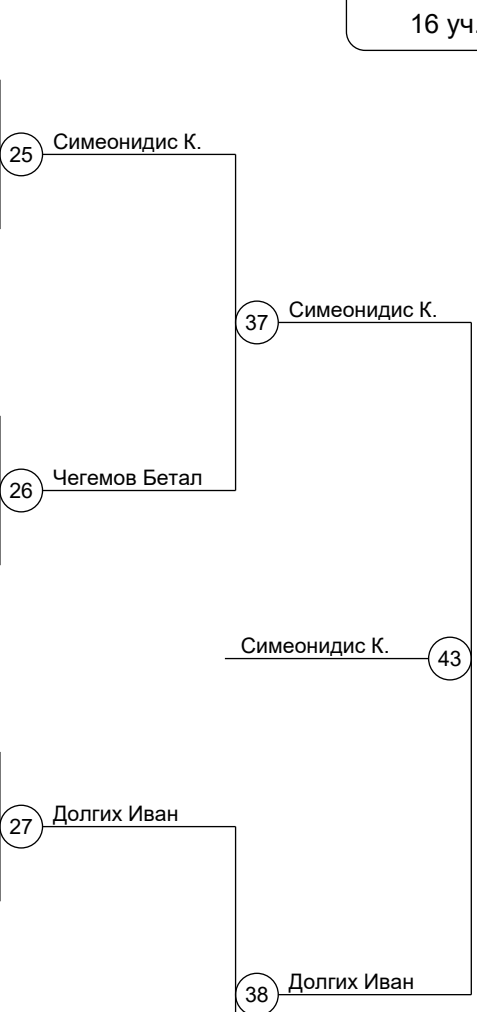 16 уч.
25 Симеонидис К.
37 Симеонидис К.
26 Чегемов Бетал
Симеонидис К. 43
27 Долгих Иван
38 Долгих Иван